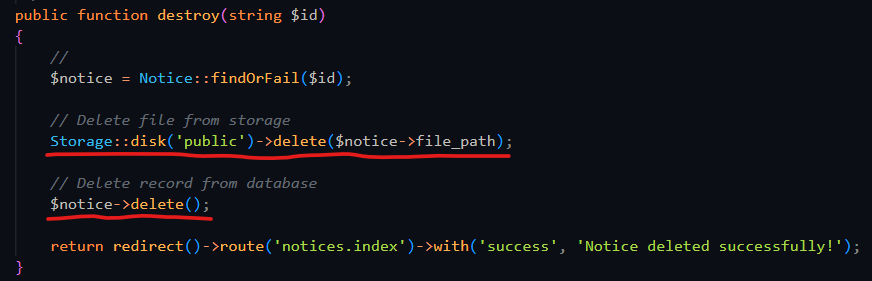 public function destroy(string $id)
{
//
$notice = Notice::findOrFail($id);
// Delete file from storage
Storage::disk('public')->delete($notice->file_path);
// Delete record from database
$notice->delete();
return redirect()->route('notices.index')->with('success', 'Notice deleted successfully!');
}